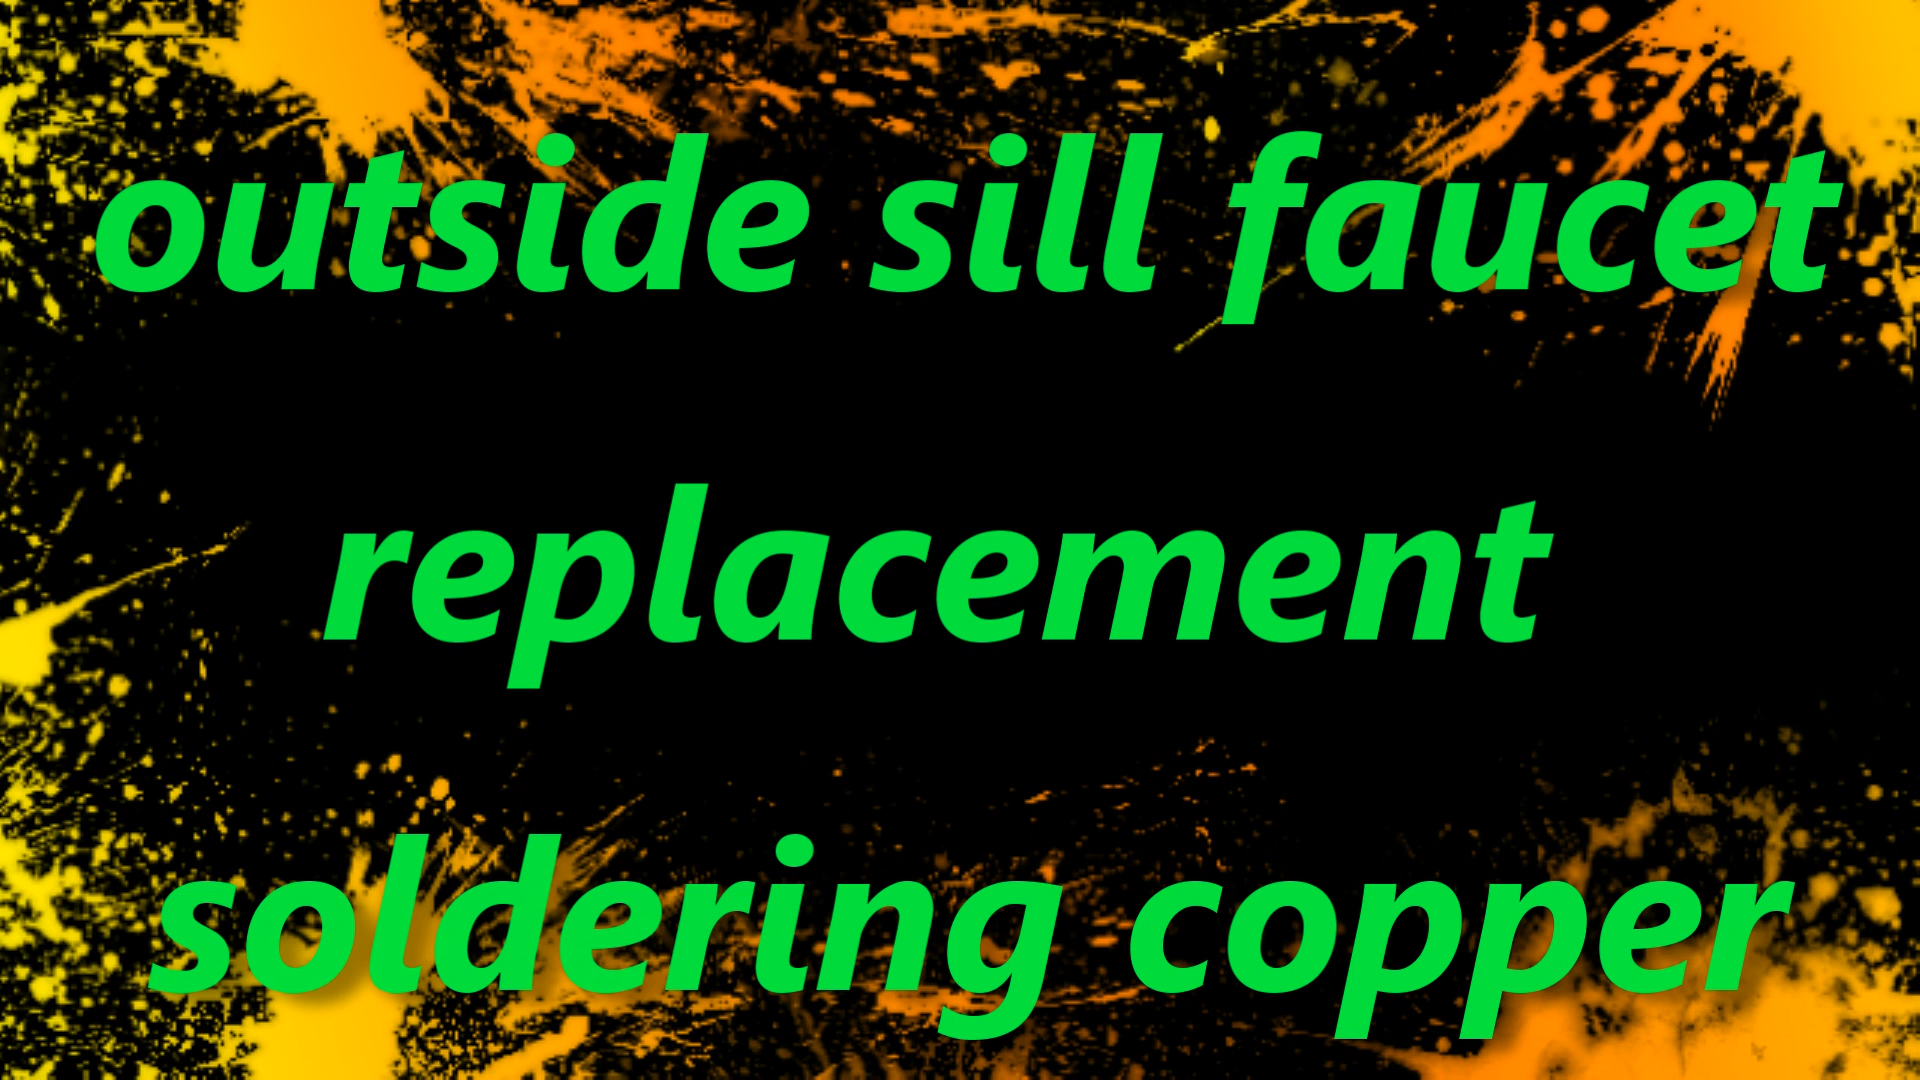 outside sill faucet
replacement
soldering copper